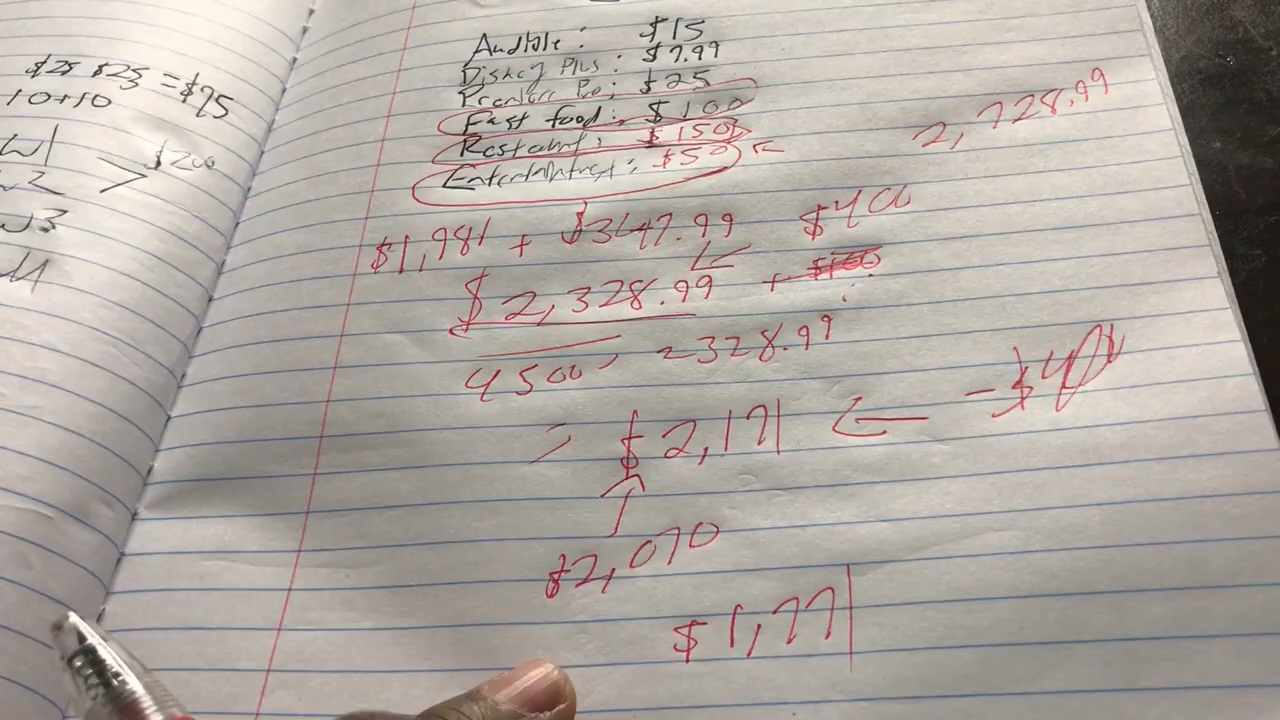 $25 $25 = $95
10+10
W1
> $200
W2
W3
Audible: $15
Disney Plus: $7.99
Premiere Pro: $25
Fast food: $100
Restaurant: $150
Entertainment: $50
2,728.99
$1,981 + $347.99 $400
$2,328.99 + $100
4500 - 2328.99
= $2,171 ← - $400
$2,070
$1,771